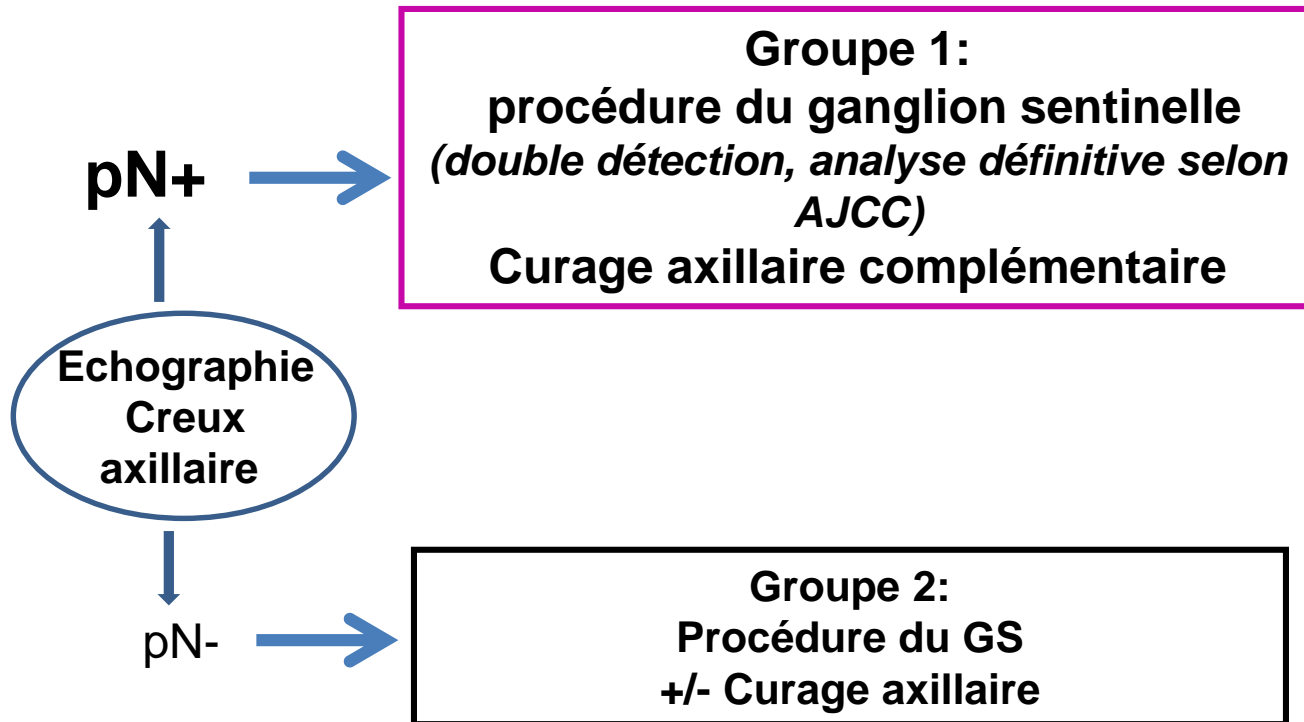 Groupe 1:
procédure du ganglion sentinelle
(double détection, analyse définitive selon
AJCC)
Curage axillaire complémentaire
pN+
Echographie
Creux
axillaire
pN-
Groupe 2:
Procédure du GS
+/- Curage axillaire